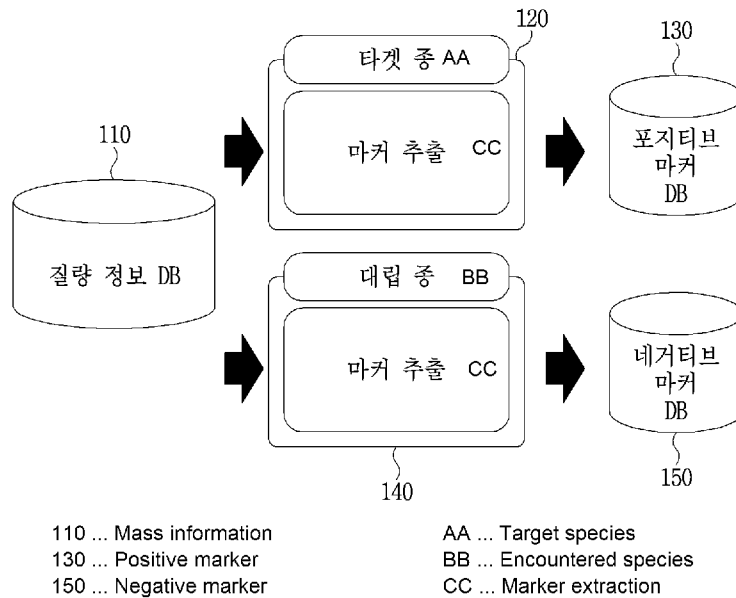 120
타겟 종 AA
130
110
마커 추출 CC
포지티브
마커
DB
질량 정보 DB
대립 종 BB
마커 추출 CC
네거티브
마커
DB
140
150
110 ... Mass information
130 ... Positive marker
150 ... Negative marker
AA ... Target species
BB ... Encountered species
CC ... Marker extraction